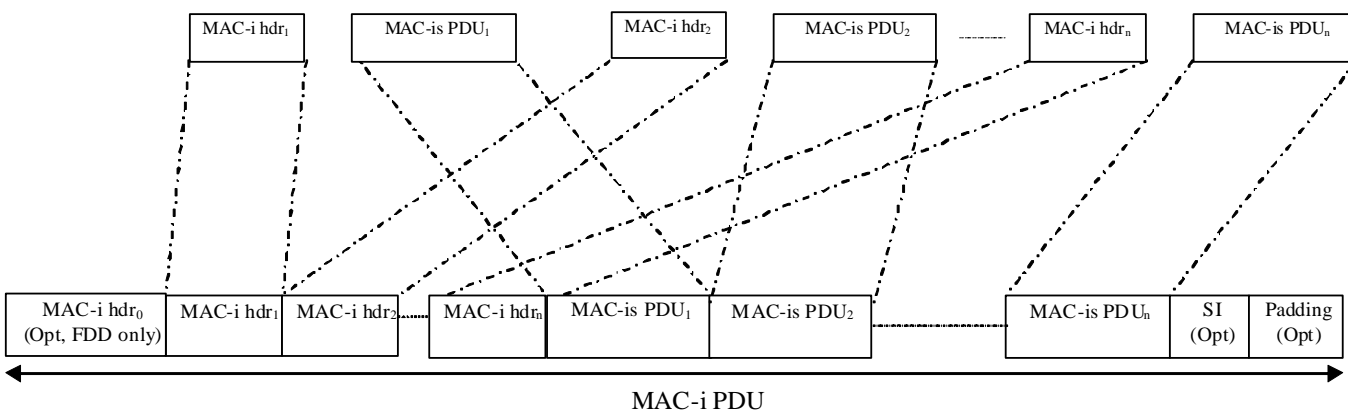 MAC-i hdr₁
MAC-is PDU₁
MAC-i hdr₂
MAC-is PDU₂
MAC-i hdrₙ
MAC-is PDUₙ
MAC-i hdr₀
(Opt, FDD only)
MAC-i hdr₁
MAC-i hdr₂
MAC-i hdrₙ
MAC-is PDU₁
MAC-is PDU₂
MAC-is PDUₙ
SI
(Opt)
Padding
(Opt)
MAC-i PDU